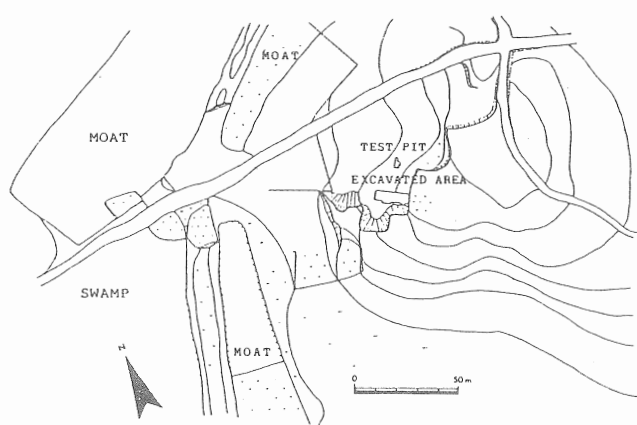 MOAT
MOAT
TEST PIT
&
EXCAVATED AREA
SWAMP
N
MOAT
0 50 m